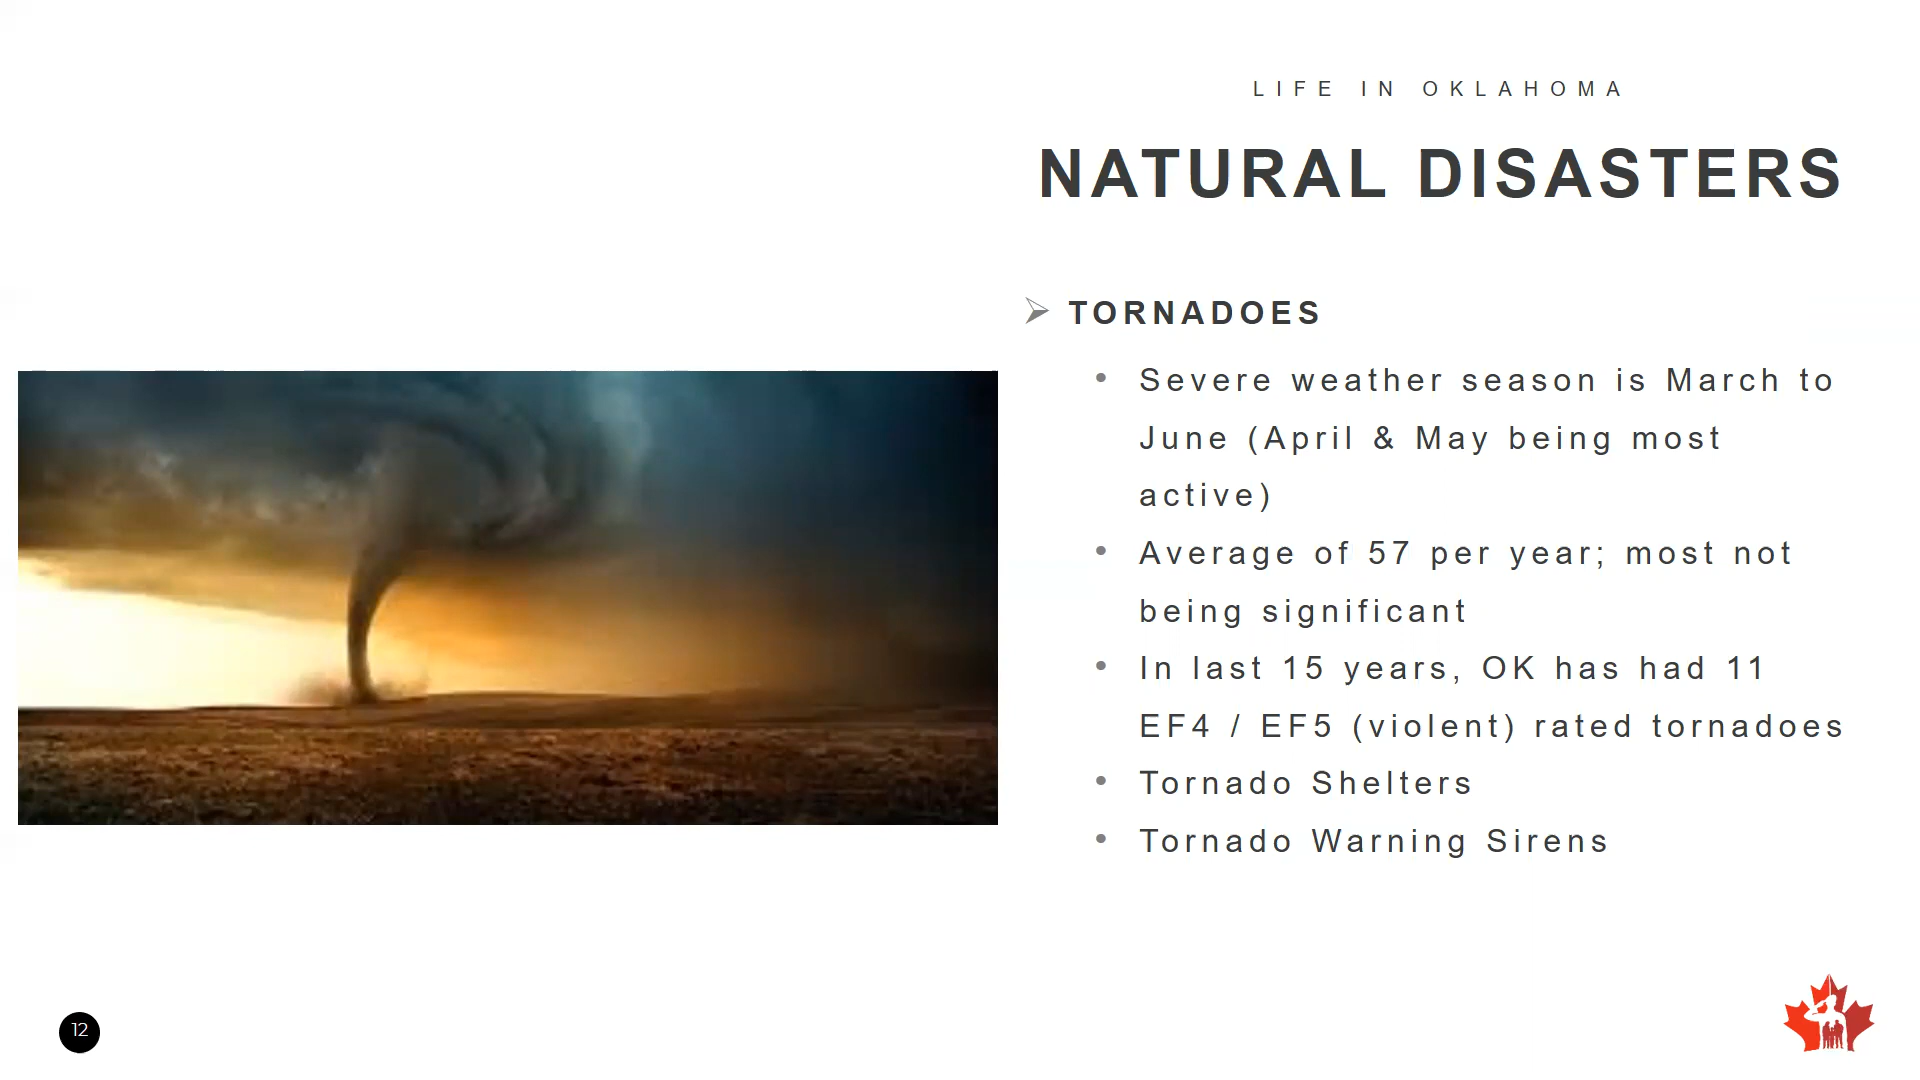 LIFE IN OKLAHOMA
NATURAL DISASTERS
➢ TORNADOES
• Severe weather season is March to
June (April & May being most
active)
• Average of 57 per year; most not
being significant
• In last 15 years, OK has had 11
EF4 / EF5 (violent) rated tornadoes
• Tornado Shelters
• Tornado Warning Sirens
12